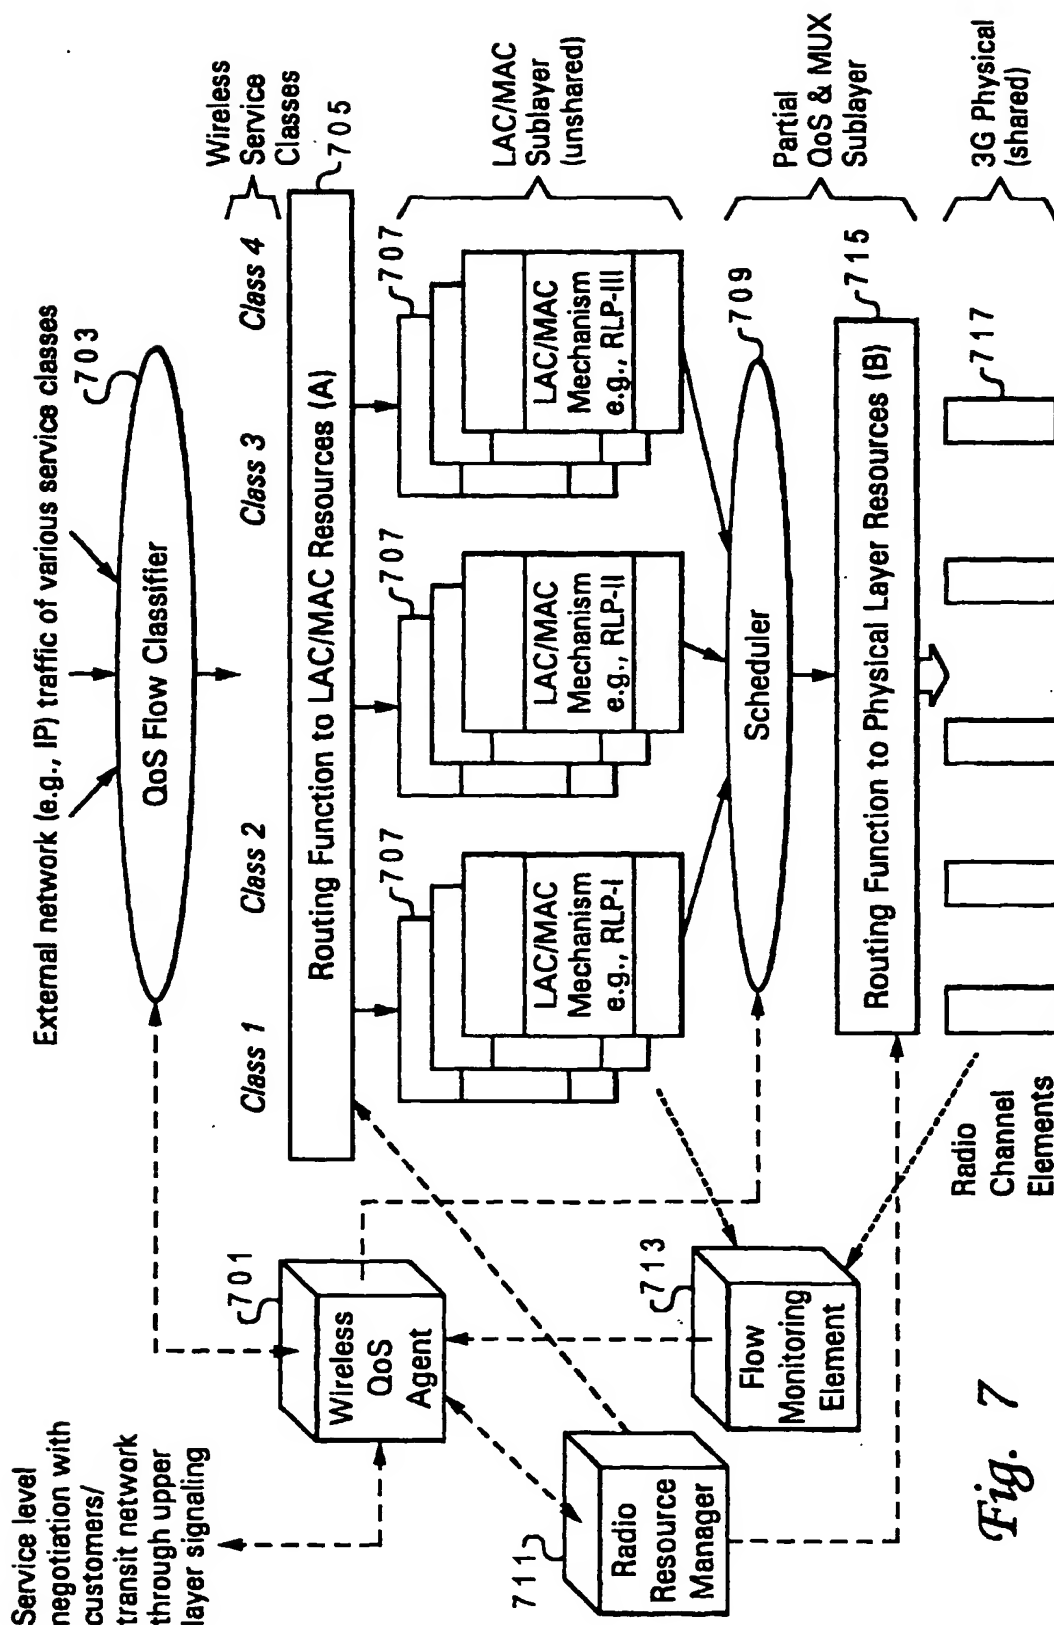 Service level
negotiation with
customers/
transit network
through upper
layer signaling
External network (e.g., IP) traffic of various service classes
703
QoS Flow Classifier
Wireless
Service
Classes
Class 1
Class 2
Class 3
Class 4
705
Routing Function to LAC/MAC Resources (A)
701
Wireless
QoS
Agent
707
LAC/MAC
Mechanism
e.g., RLP-I
707
LAC/MAC
Mechanism
e.g., RLP-II
707
LAC/MAC
Mechanism
e.g., RLP-III
LAC/MAC
Sublayer
(unshared)
711
Radio
Resource
Manager
713
Flow
Monitoring
Element
709
Scheduler
Partial
QoS & MUX
Sublayer
715
Routing Function to Physical Layer Resources (B)
717
3G Physical
(shared)
Radio
Channel
Elements
Fig. 7